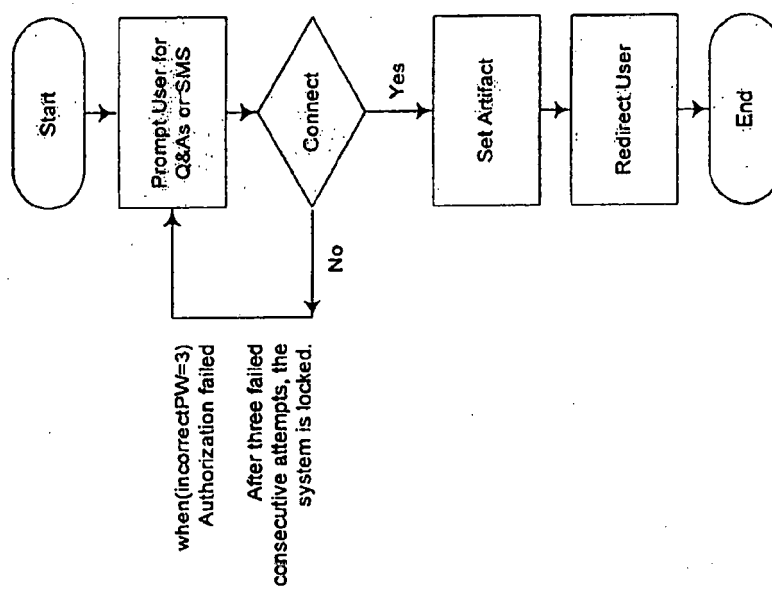 Start
Prompt User for
Q&As or SMS
Connect
Yes
No
Set Artifact
Redirect User
End
when(incorrectPW=3)
Authorization failed
After three failed
consecutive attempts, the
system is locked.